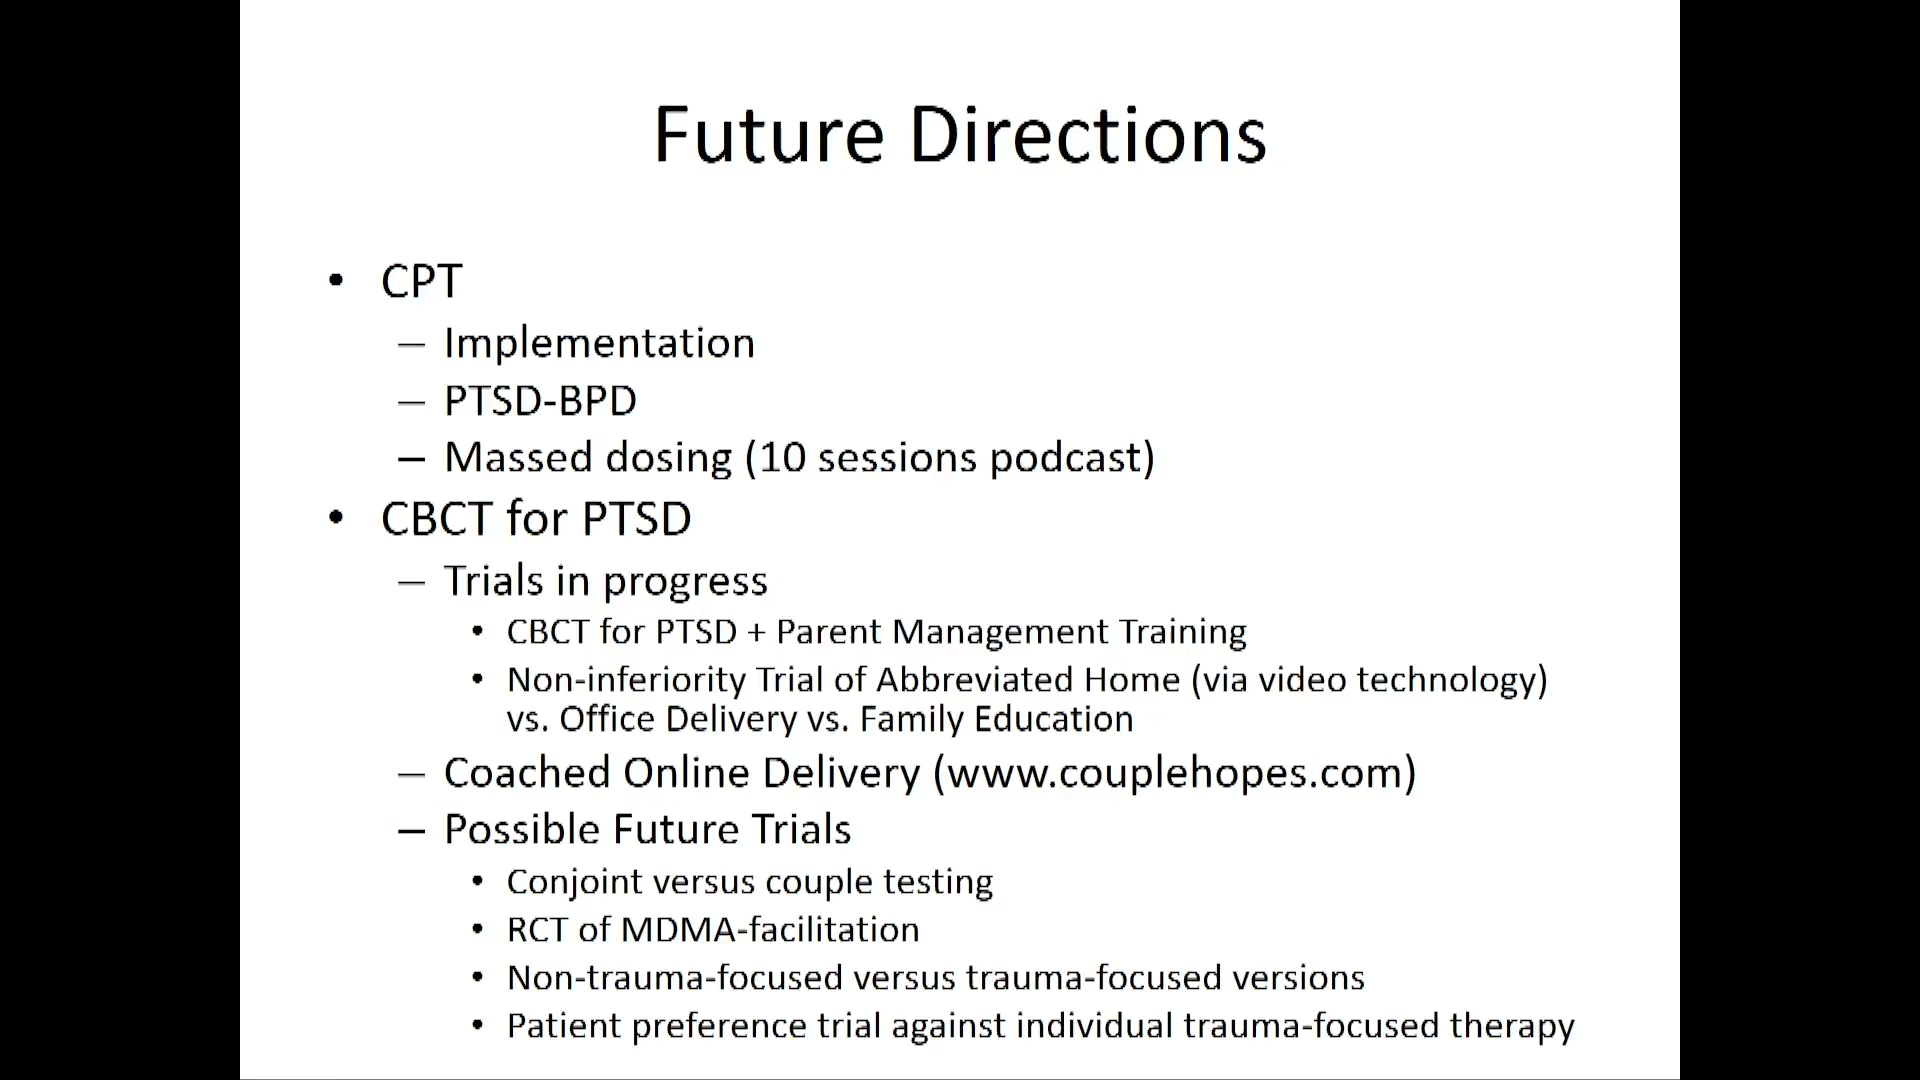 Future Directions
• CPT
– Implementation
– PTSD-BPD
– Massed dosing (10 sessions podcast)
• CBCT for PTSD
– Trials in progress
• CBCT for PTSD + Parent Management Training
• Non-inferiority Trial of Abbreviated Home (via video technology)
vs. Office Delivery vs. Family Education
– Coached Online Delivery (www.couplehopes.com)
– Possible Future Trials
• Conjoint versus couple testing
• RCT of MDMA-facilitation
• Non-trauma-focused versus trauma-focused versions
• Patient preference trial against individual trauma-focused therapy